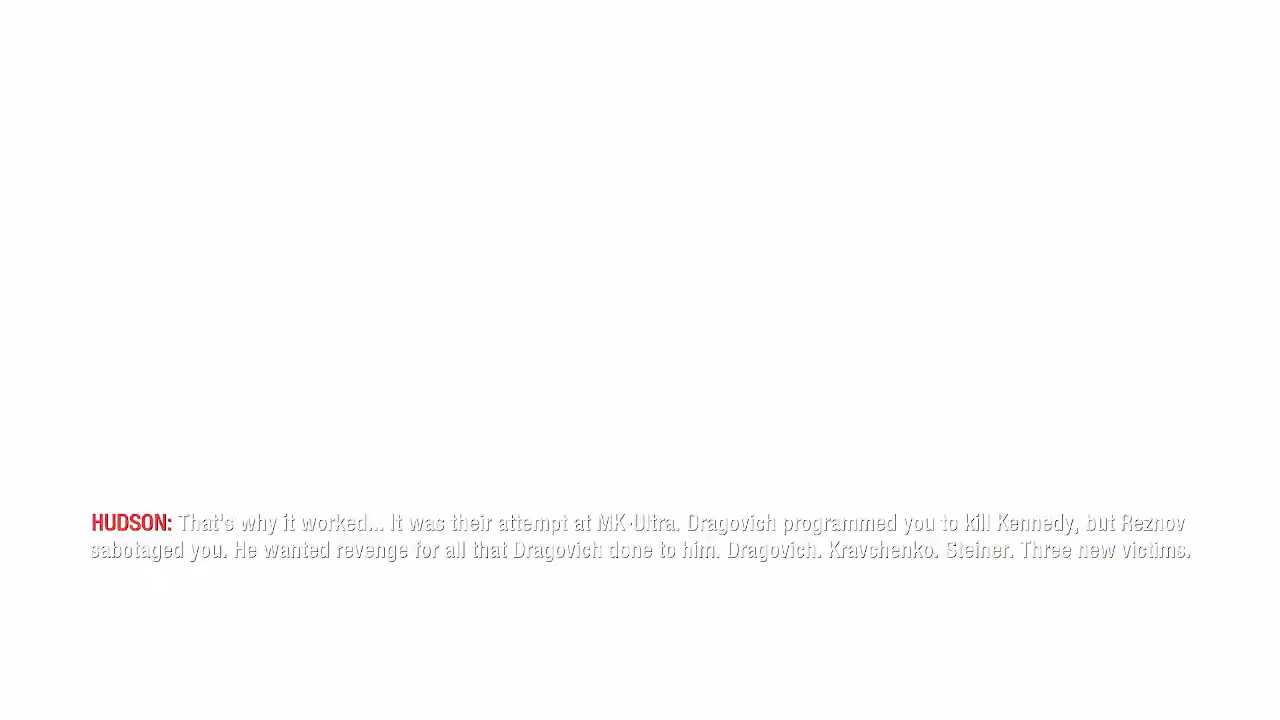 HUDSON: That's why it worked... It was their attempt at MK-Ultra. Dragovich programmed you to kill Kennedy, but Reznov
sabotaged you. He wanted revenge for all that Dragovich done to him. Dragovich. Kravchenko. Steiner. Three new victims.